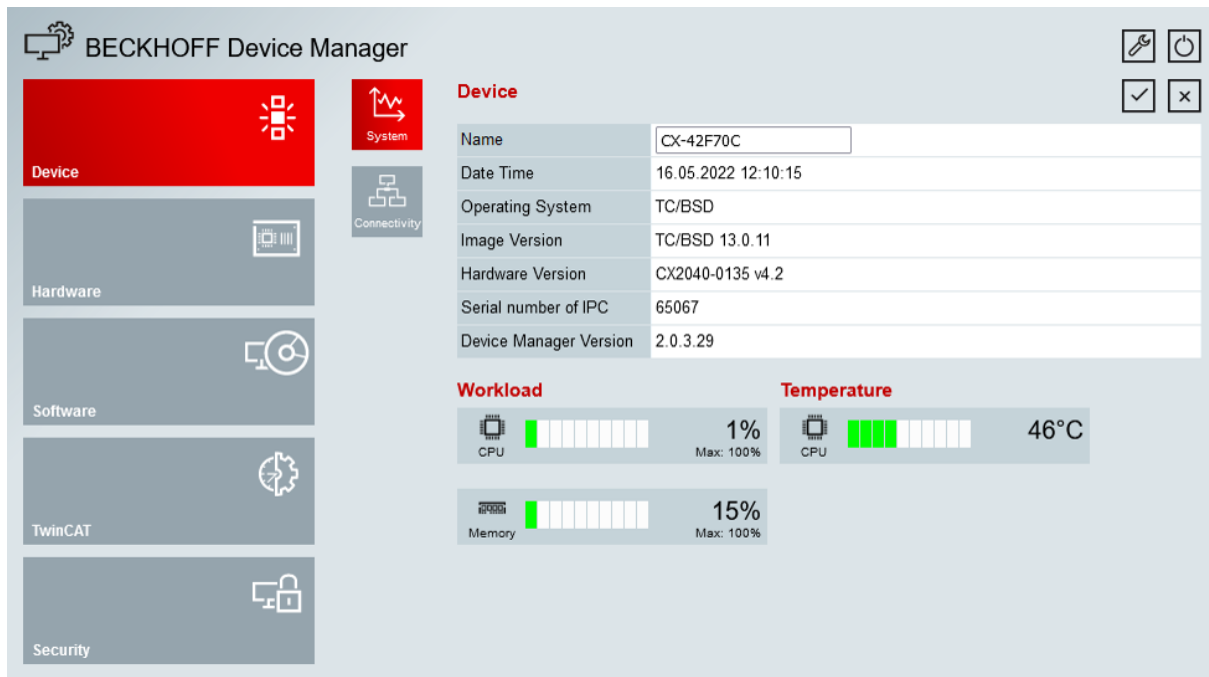 BECKHOFF Device Manager
Device
System
Connectivity
Hardware
Software
TwinCAT
Security
Device
Name CX-42F70C
Date Time 16.05.2022 12:10:15
Operating System TC/BSD
Image Version TC/BSD 13.0.11
Hardware Version CX2040-0135 v4.2
Serial number of IPC 65067
Device Manager Version 2.0.3.29
Workload
CPU 1%
Max: 100%
Memory 15%
Max: 100%
Temperature
CPU 46°C